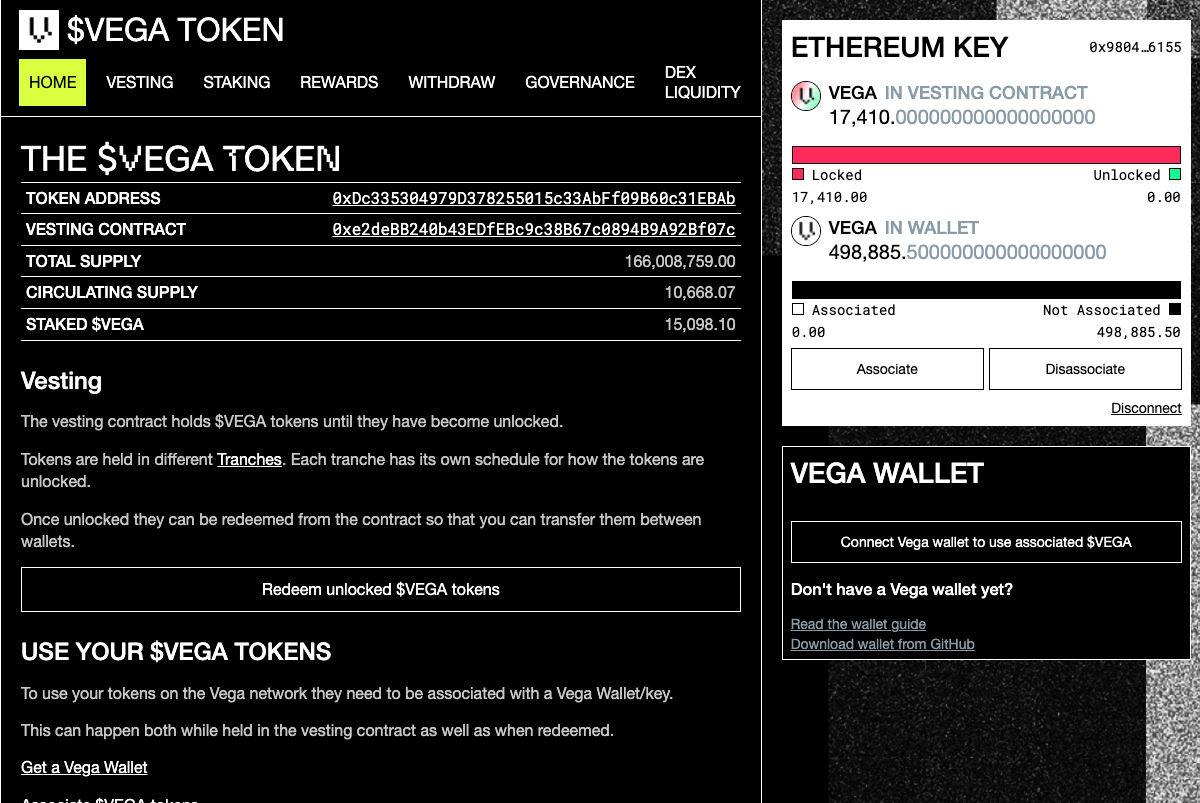 $VEGA TOKEN
HOME VESTING STAKING REWARDS WITHDRAW GOVERNANCE DEX LIQUIDITY
THE $VEGA TOKEN
TOKEN ADDRESS 0xDc335304979D378255015c33AbFf09B60c31EBAb
VESTING CONTRACT 0xe2deBB240b43EDfEBc9c38B67c0894B9A92Bf07c
TOTAL SUPPLY 166,008,759.00
CIRCULATING SUPPLY 10,668.07
STAKED $VEGA 15,098.10
Vesting
The vesting contract holds $VEGA tokens until they have become unlocked.
Tokens are held in different Tranches. Each tranche has its own schedule for how the tokens are
unlocked.
Once unlocked they can be redeemed from the contract so that you can transfer them between
wallets.
Redeem unlocked $VEGA tokens
USE YOUR $VEGA TOKENS
To use your tokens on the Vega network they need to be associated with a Vega Wallet/key.
This can happen both while held in the vesting contract as well as when redeemed.
Get a Vega Wallet
Associate $VEGA tokens
ETHEREUM KEY 0x9804…6155
VEGA IN VESTING CONTRACT
17,410.000000000000000000
Locked Unlocked
17,410.00 0.00
VEGA IN WALLET
498,885.500000000000000000
Associated Not Associated
0.00 498,885.50
Associate Disassociate
Disconnect
VEGA WALLET
Connect Vega wallet to use associated $VEGA
Don't have a Vega wallet yet?
Read the wallet guide
Download wallet from GitHub